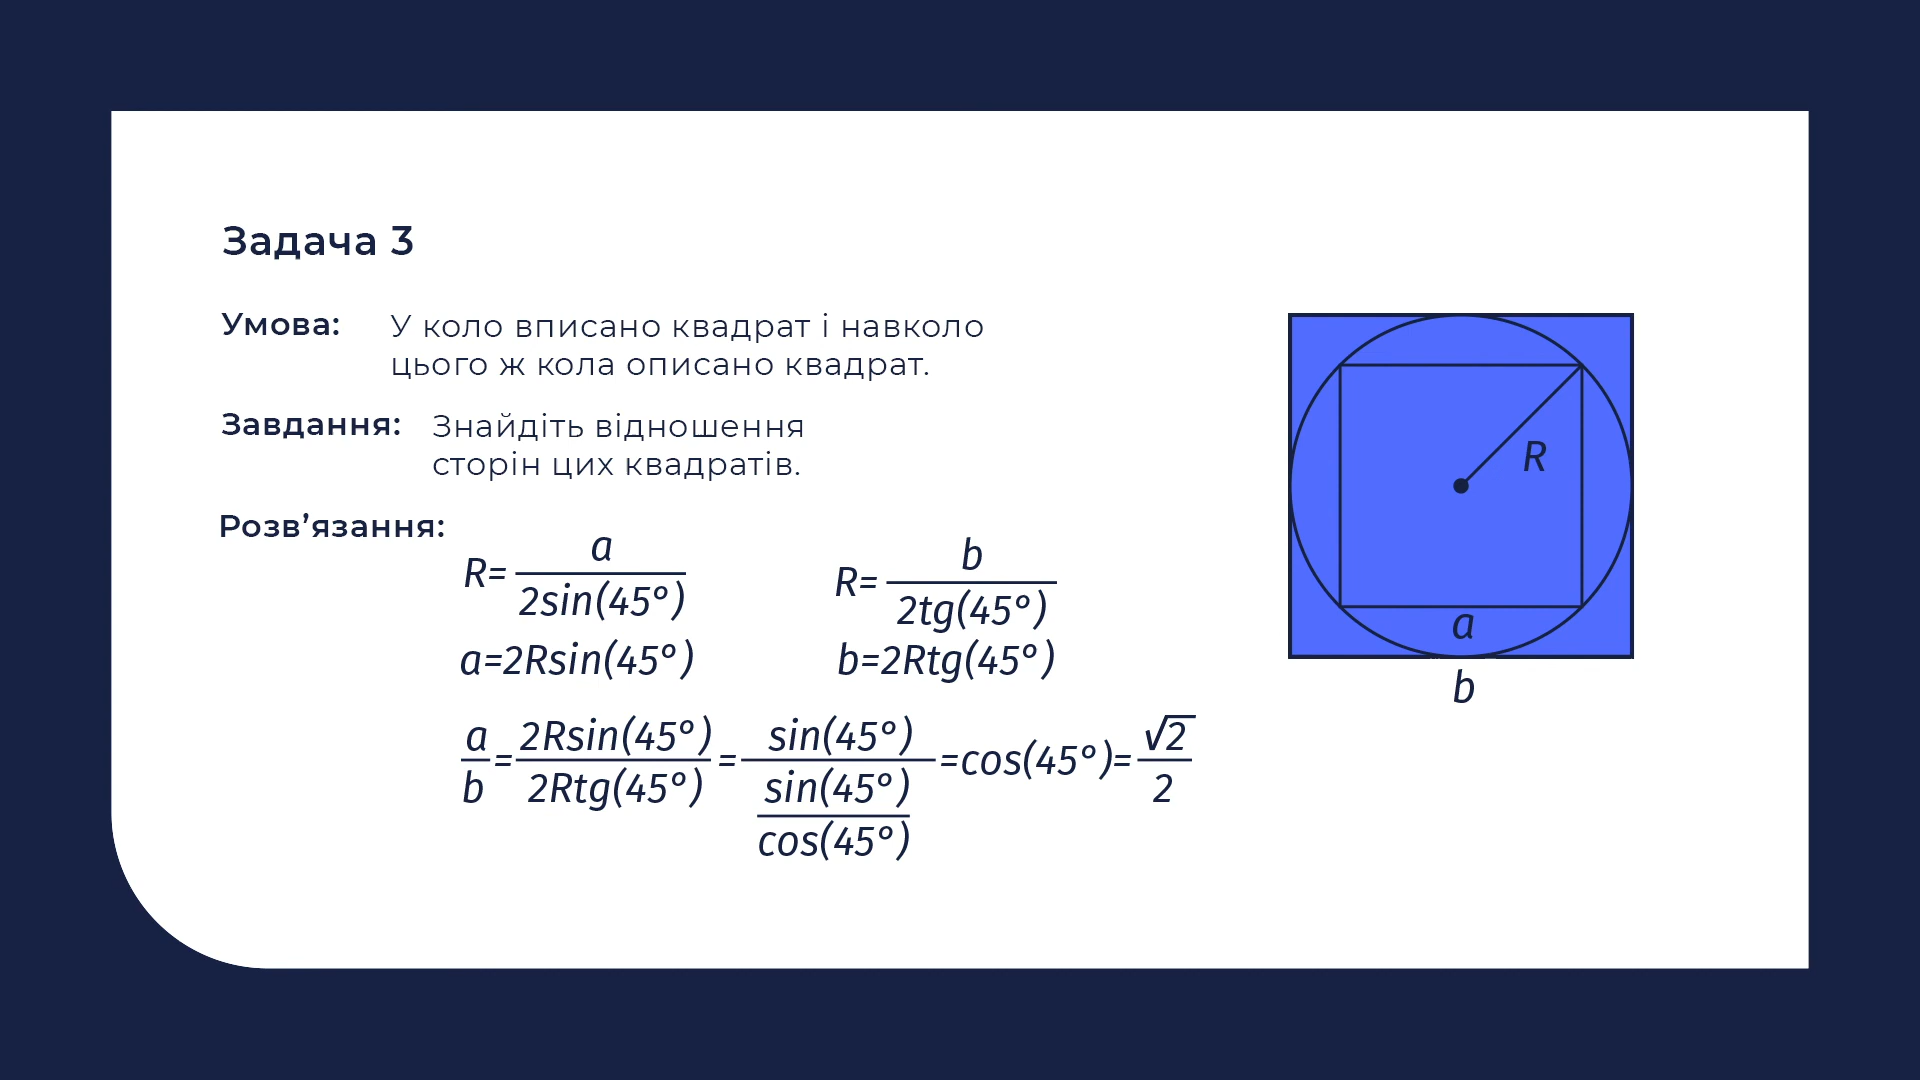 Задача 3
Умова: У коло вписано квадрат і навколо
цього ж кола описано квадрат.
Завдання: Знайдіть відношення
сторін цих квадратів.
Розв’язання:
R= a/2sin(45°) R= b/2tg(45°)
a=2Rsin(45°) b=2Rtg(45°)
a/b=2Rsin(45°)/2Rtg(45°)=sin(45°)/(sin(45°)/cos(45°))=cos(45°)=√2/2
R
a
b